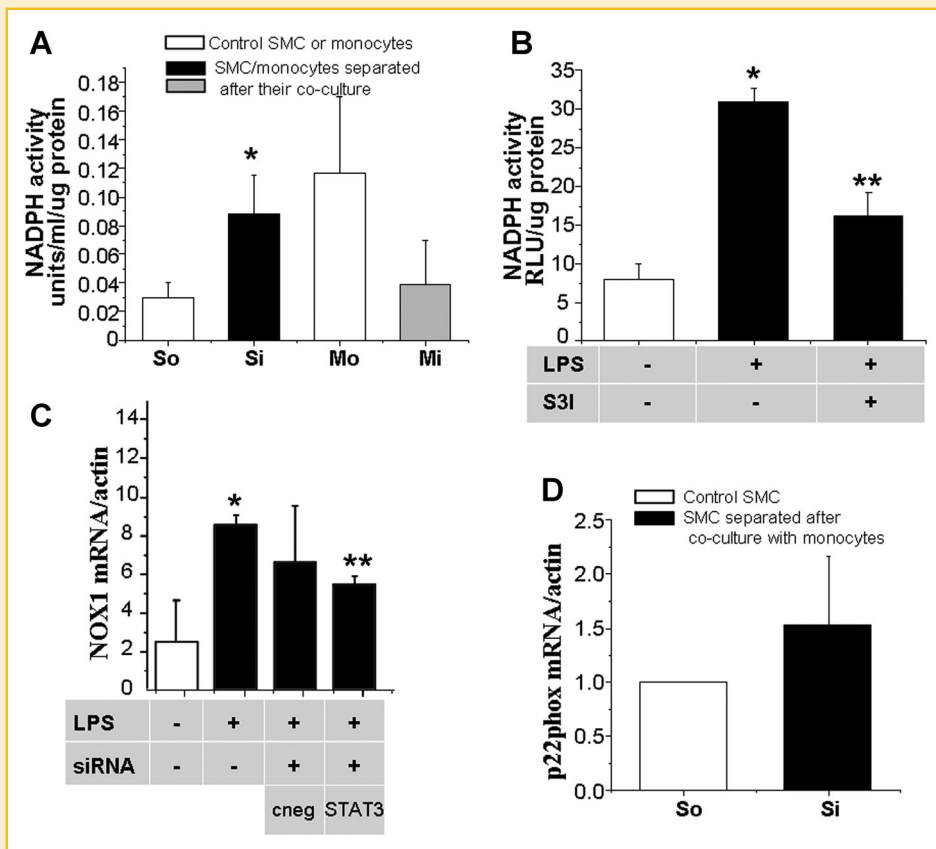 A
Control SMC or monocytes
SMC/monocytes separated
after their co-culture
NADPH activity
units/ml/ug protein
0.18
0.16
0.14
0.12
0.10
0.08
0.06
0.04
0.02
0
*
So Si Mo Mi
B
NADPH activity
RLU/ug protein
35
30
25
20
15
10
5
0
*
**
LPS - + +
S3I - - +
C
NOX1 mRNA/actin
14
12
10
8
6
4
2
0
*
**
LPS - + + +
siRNA - - + +
cneg STAT3
D
Control SMC
SMC separated after
co-culture with monocytes
p22phox mRNA/actin
2.5
2.0
1.5
1.0
0.5
0.0
So Si